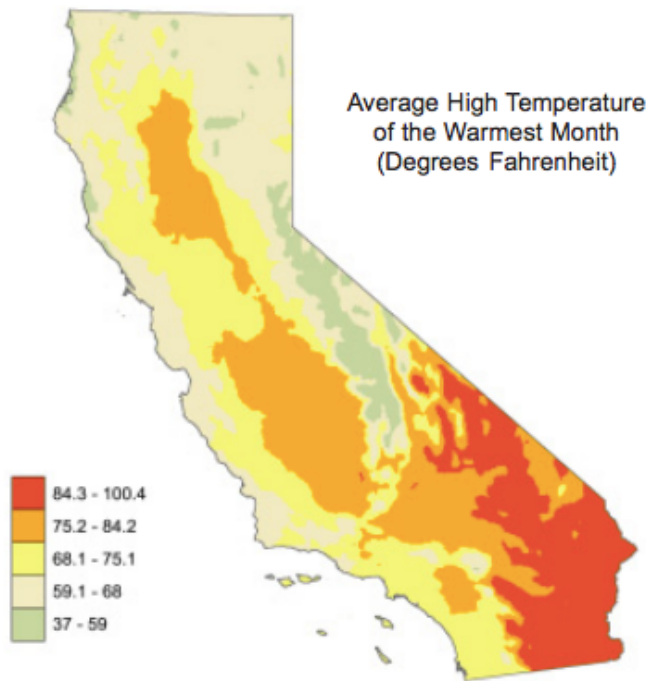 Average High Temperature
of the Warmest Month
(Degrees Fahrenheit)
84.3 - 100.4
75.2 - 84.2
68.1 - 75.1
59.1 - 68
37 - 59